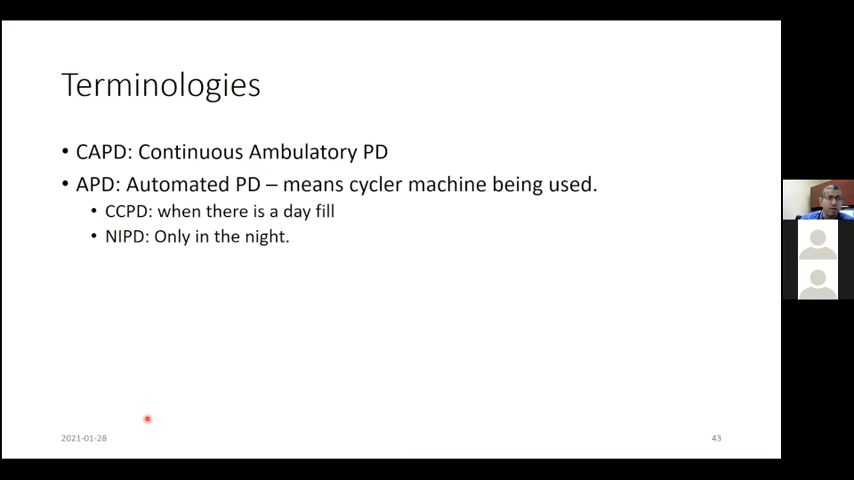 Terminologies
• CAPD: Continuous Ambulatory PD
• APD: Automated PD – means cycler machine being used.
• CCPD: when there is a day fill
• NIPD: Only in the night.
2021-01-28
43